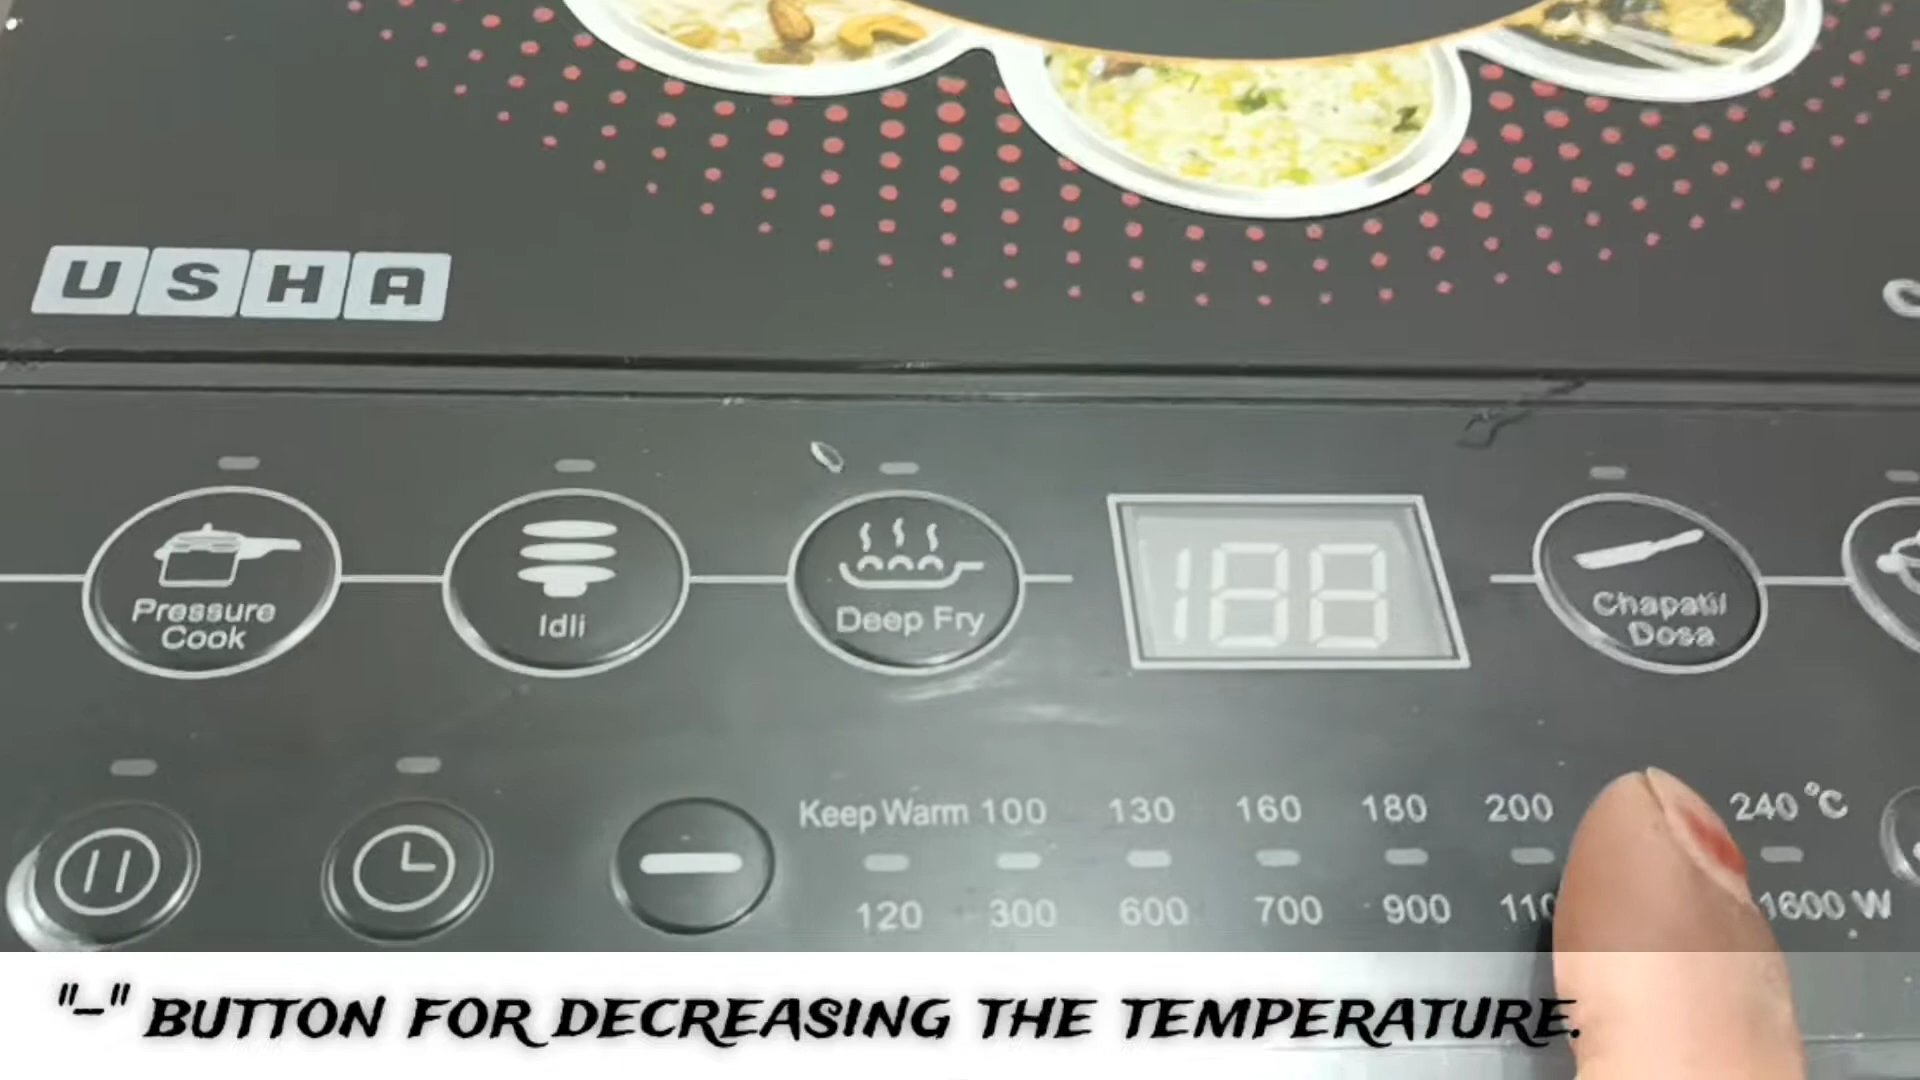 USHA
Pressure
Cook
Idli
Deep Fry
188
Chapati/
Dosa
Keep Warm 100 130 160 180 200 240 °C
120 300 600 700 900 1600 W
"-" BUTTON FOR DECREASING THE TEMPERATURE.